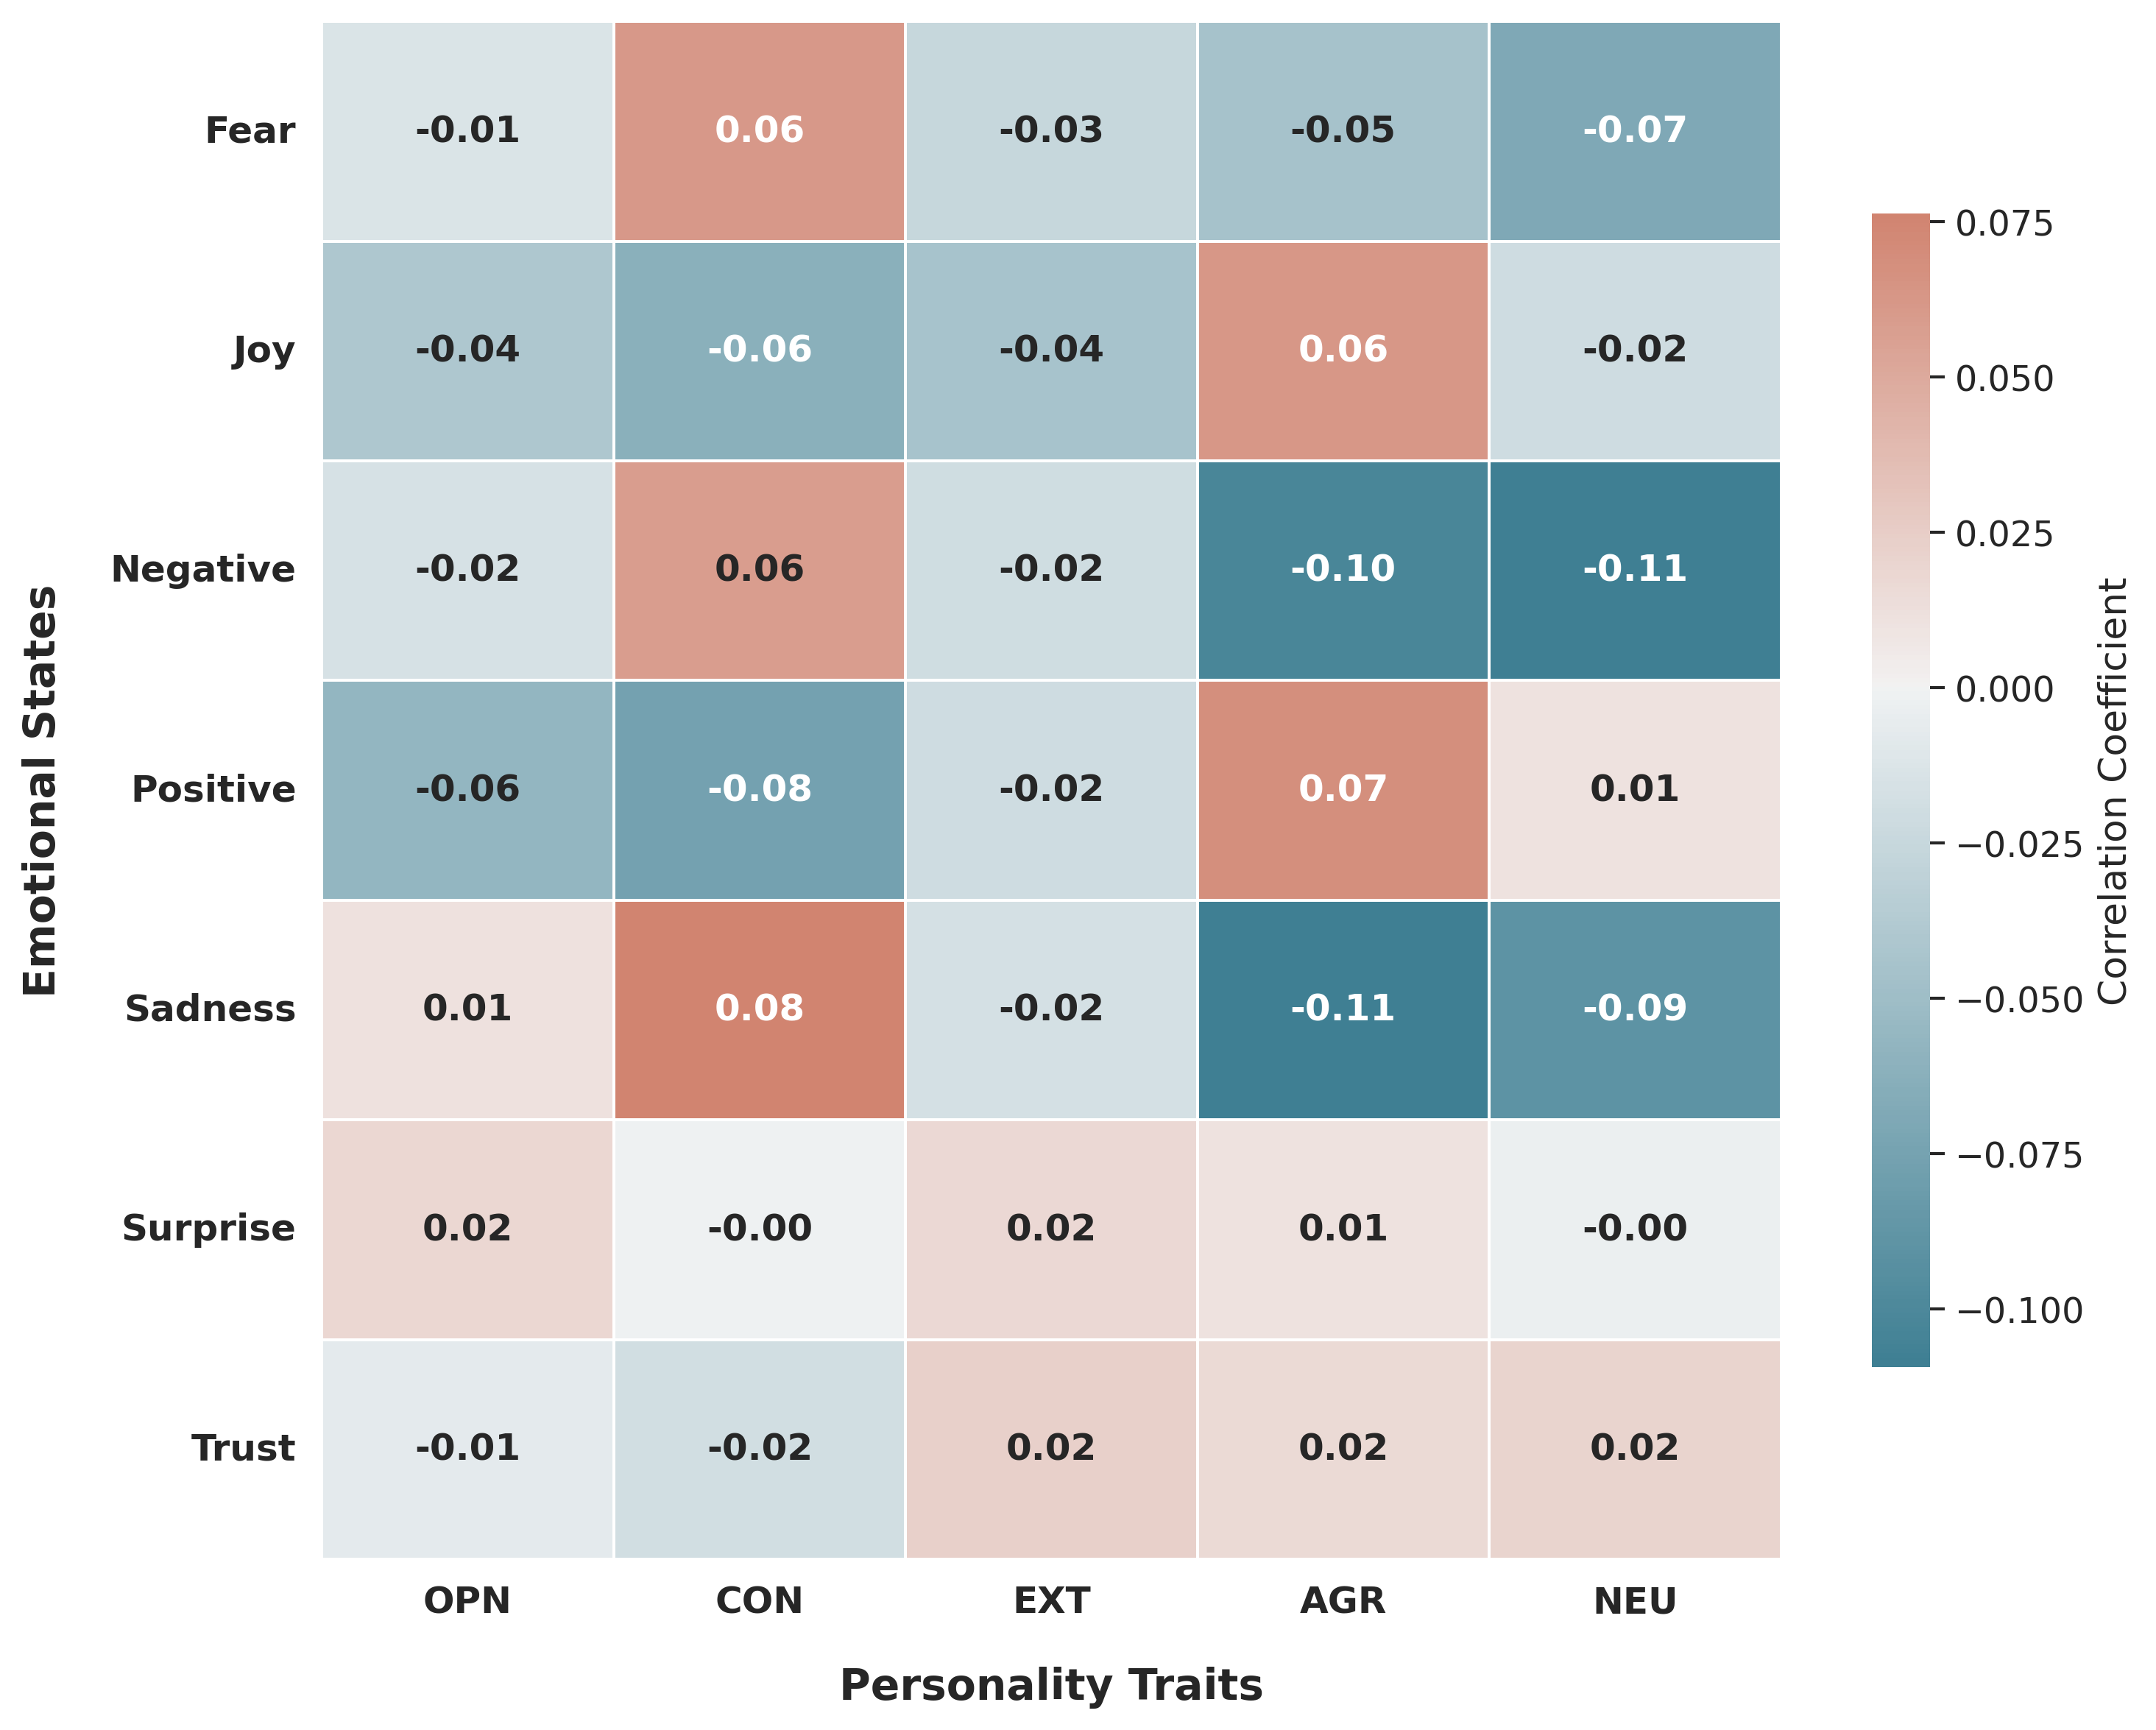 Fear -0.01 0.06 -0.03 -0.05 -0.07
Joy -0.04 -0.06 -0.04 0.06 -0.02
Negative -0.02 0.06 -0.02 -0.10 -0.11
Positive -0.06 -0.08 -0.02 0.07 0.01
Sadness 0.01 0.08 -0.02 -0.11 -0.09
Surprise 0.02 -0.00 0.02 0.01 -0.00
Trust -0.01 -0.02 0.02 0.02 0.02
OPN CON EXT AGR NEU
Personality Traits
Emotional States
0.075
0.050
0.025
0.000
−0.025
−0.050
−0.075
−0.100
Correlation Coefficient